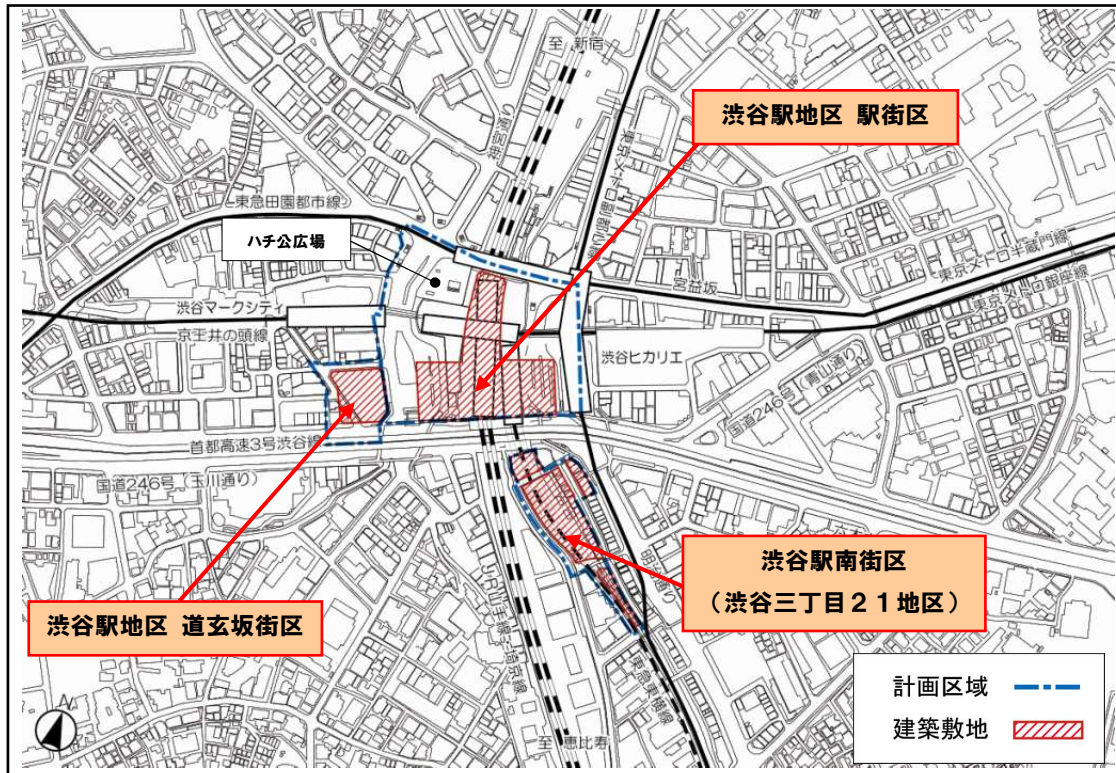 至 新宿
渋谷駅地区 駅街区
東急田園都市線
ハチ公広場
東京メトロ副都心線
宮益坂
東京メトロ半蔵門線
東京メトロ銀座線
渋谷マークシティ
京王井の頭線
渋谷ヒカリエ
国道246号（青山通り）
首都高速3号渋谷線
国道246号（玉川通り）
明治通り
渋谷駅南街区
（渋谷三丁目２１地区）
渋谷駅地区 道玄坂街区
JR山手線・埼京線
東急東横線
至 恵比寿
計画区域
建築敷地